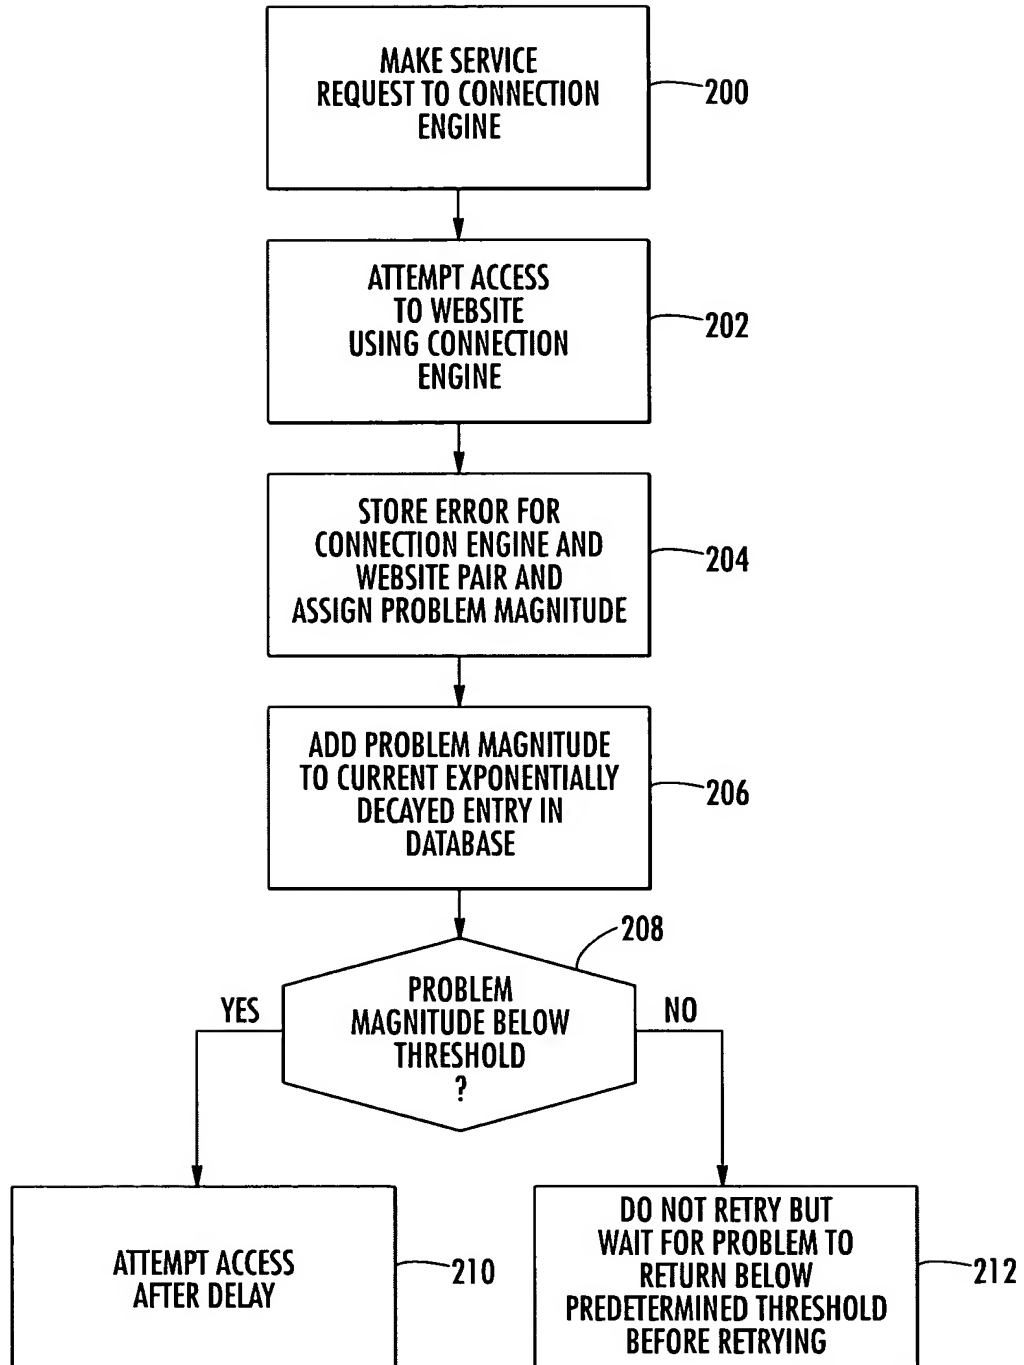 MAKE SERVICE
REQUEST TO CONNECTION
ENGINE
200
ATTEMPT ACCESS
TO WEBSITE
USING CONNECTION
ENGINE
202
STORE ERROR FOR
CONNECTION ENGINE AND
WEBSITE PAIR AND
ASSIGN PROBLEM MAGNITUDE
204
ADD PROBLEM MAGNITUDE
TO CURRENT EXPONENTIALLY
DECAYED ENTRY IN
DATABASE
206
208
PROBLEM
MAGNITUDE BELOW
THRESHOLD
?
YES
NO
ATTEMPT ACCESS
AFTER DELAY
210
DO NOT RETRY BUT
WAIT FOR PROBLEM TO
RETURN BELOW
PREDETERMINED THRESHOLD
BEFORE RETRYING
212